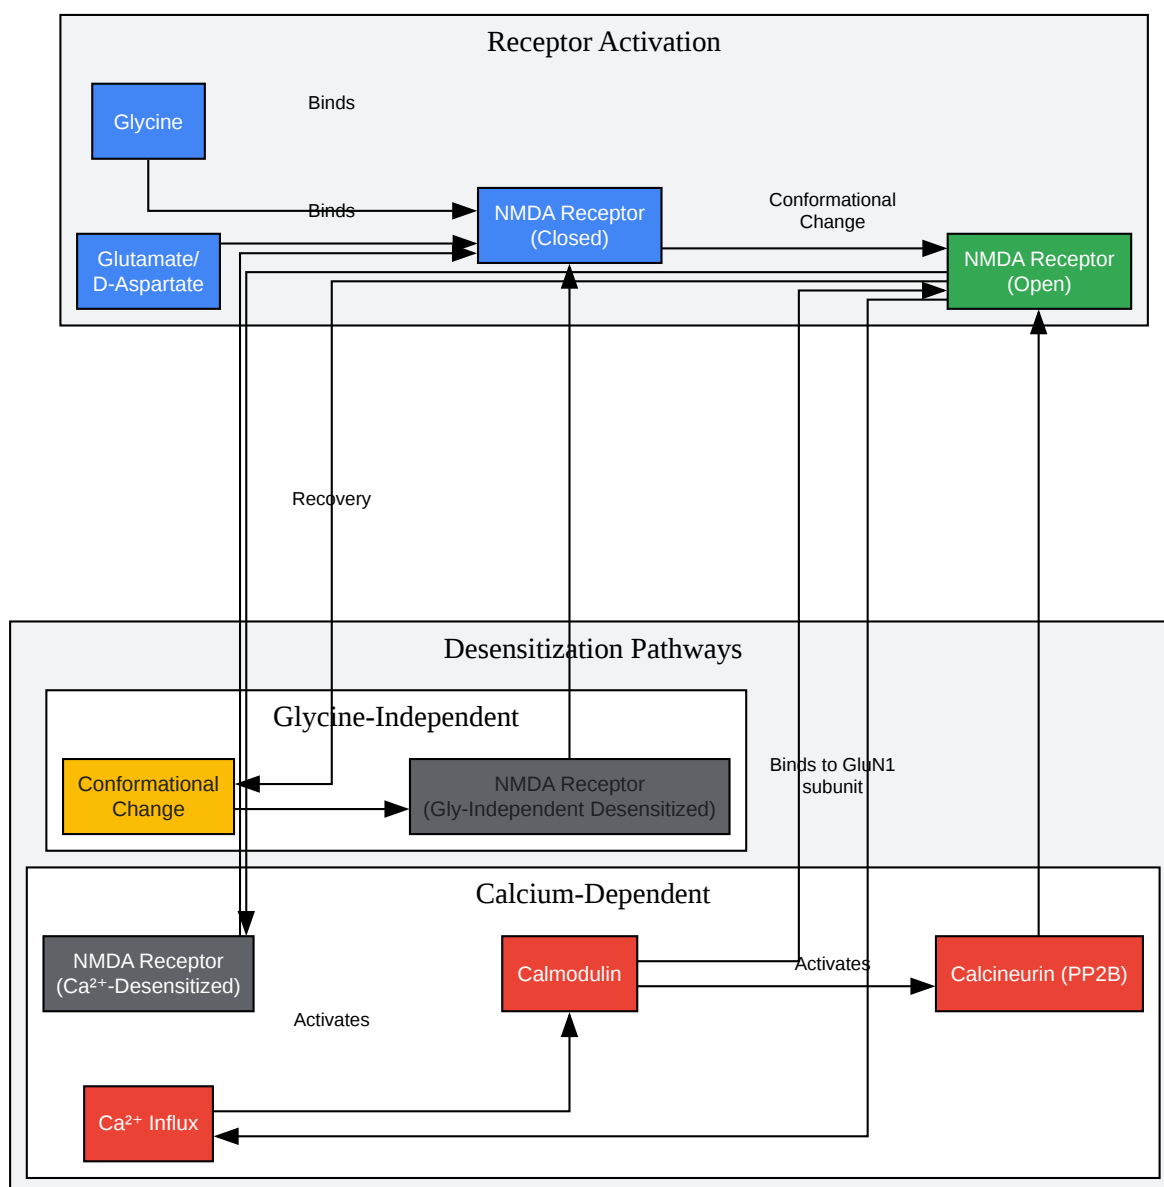 Receptor Activation
Glycine
Binds
Binds
NMDA Receptor
(Closed)
Conformational
Change
Glutamate/
D-Aspartate
NMDA Receptor
(Open)
Recovery
Desensitization Pathways
Glycine-Independent
Conformational
Change
NMDA Receptor
(Gly-Independent Desensitized)
Binds to GluN1
subunit
Calcium-Dependent
NMDA Receptor
(Ca²⁺-Desensitized)
Calmodulin
Activates
Calcineurin (PP2B)
Activates
Ca²⁺ Influx